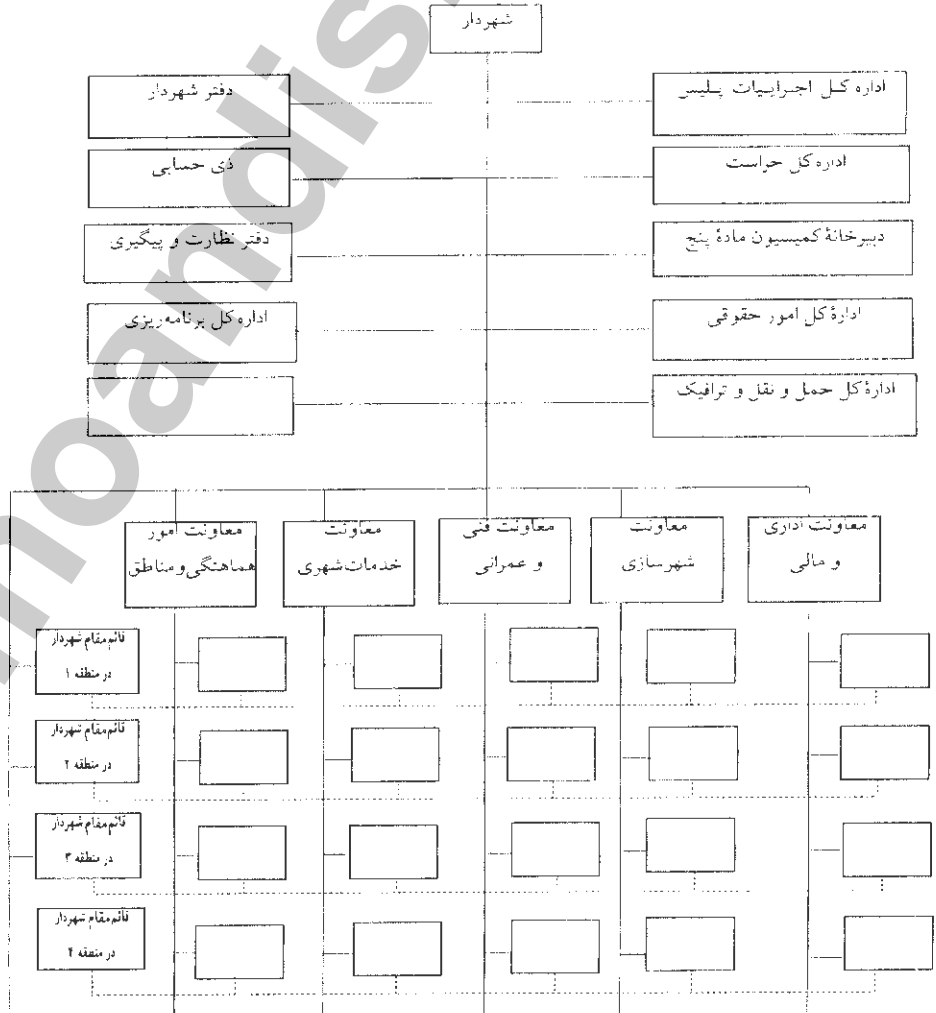 شهردار
اداره کل اجراییات پلیس
دفتر شهردار
اداره کل حراست
ذی حسابی
دبیرخانهٔ کمیسیون مادهٔ پنج
دفتر نظارت و پیگیری
ادارهٔ کل امور حقوقی
اداره کل برنامه‌ریزی
ادارهٔ کل حمل و نقل و ترافیک
معاونت اداری
و مالی
معاونت
شهرسازی
معاونت فنی
و عمرانی
معاونت
خدمات شهری
معاونت امور
هماهنگی و مناطق
قائم‌مقام شهردار
در منطقه ۱
قائم‌مقام شهردار
در منطقه ۲
قائم‌مقام شهردار
در منطقه ۳
قائم‌مقام شهردار
در منطقه ۴